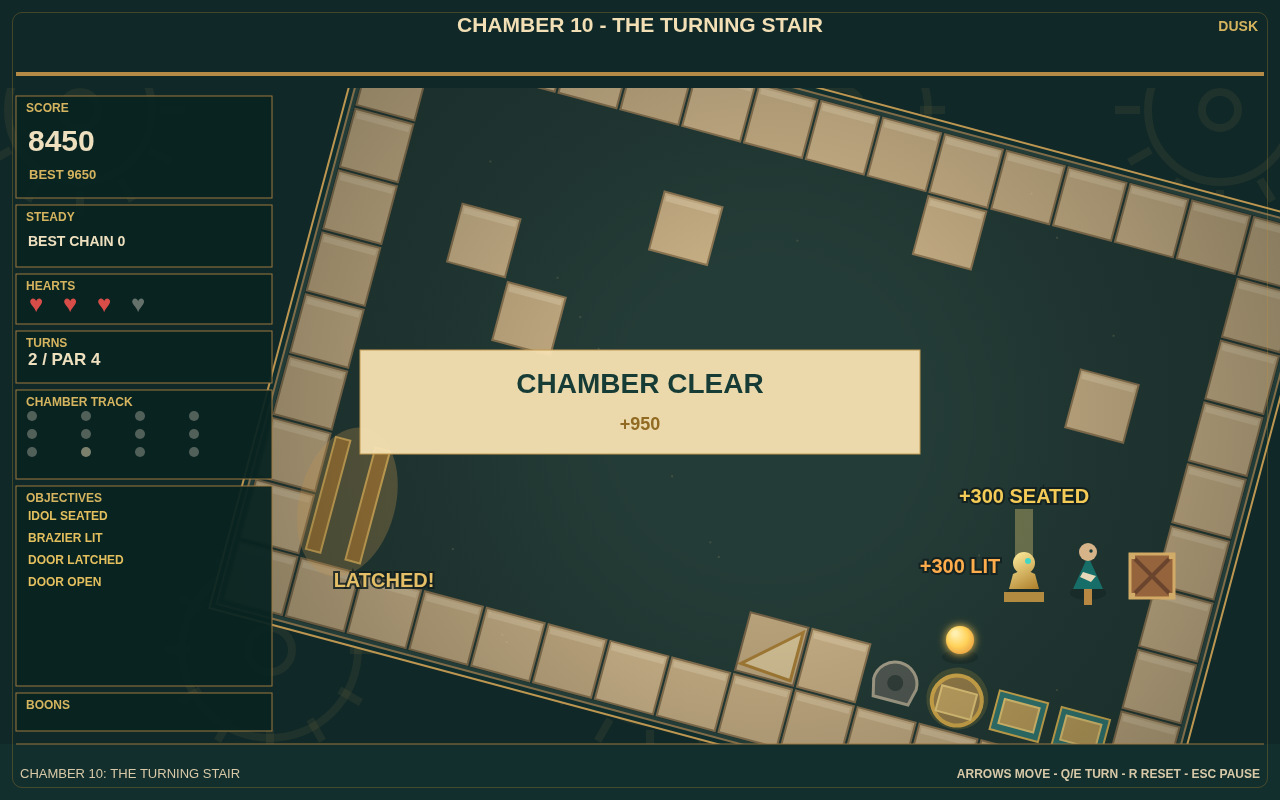 CHAMBER 10 - THE TURNING STAIR
DUSK
SCORE
8450
BEST 9650
STEADY
BEST CHAIN 0
HEARTS
TURNS
2 / PAR 4
CHAMBER TRACK
OBJECTIVES
IDOL SEATED
BRAZIER LIT
DOOR LATCHED
DOOR OPEN
BOONS
CHAMBER CLEAR
+950
+300 SEATED
+300 LIT
LATCHED!
CHAMBER 10: THE TURNING STAIR
ARROWS MOVE - Q/E TURN - R RESET - ESC PAUSE